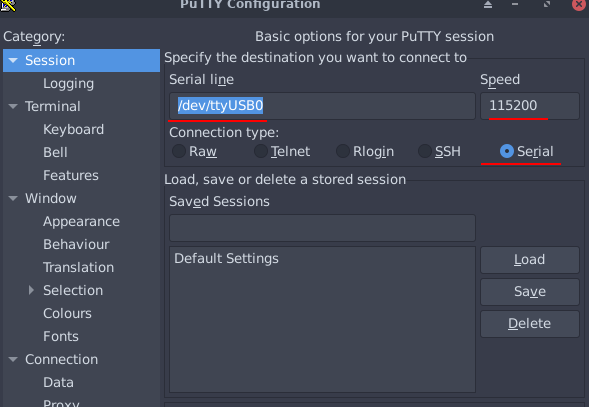 PuTTY Configuration
Category:
Session
Logging
Terminal
Keyboard
Bell
Features
Window
Appearance
Behaviour
Translation
Selection
Colours
Fonts
Connection
Data
Proxy
Basic options for your PuTTY session
Specify the destination you want to connect to
Serial line
Speed
/dev/ttyUSB0
115200
Connection type:
Raw
Telnet
Rlogin
SSH
Serial
Load, save or delete a stored session
Saved Sessions
Default Settings
Load
Save
Delete